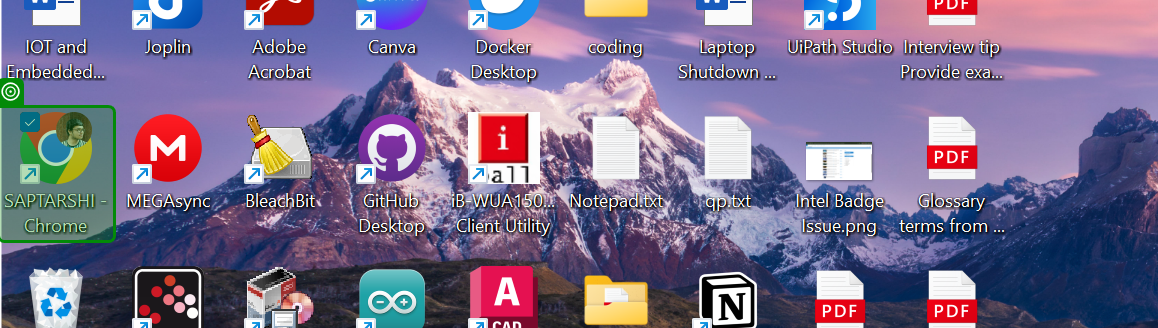 W
W
PDF
IOT and
Embedded...
Joplin
Adobe
Acrobat
Canva
Docker
Desktop
coding
Laptop
Shutdown ...
UiPath Studio
Interview tip
Provide exa...
M
i
ball
PDF
SAPTARSHI -
Chrome
MEGAsync
BleachBit
GitHub
Desktop
iB-WUA150...
Client Utility
Notepad.txt
qp.txt
Intel Badge
Issue.png
Glossary
terms from ...
A
CAD
N
PDF
PDF